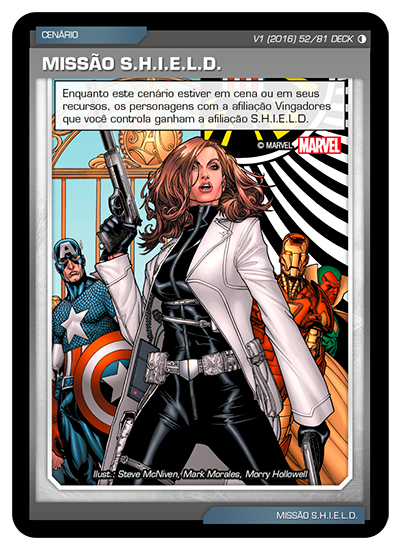 CENÁRIO
V1 (2016) 52/81 DECK
MISSÃO S.H.I.E.L.D.
Enquanto este cenário estiver em cena ou em seus
recursos, os personagens com a afiliação Vingadores
que você controla ganham a afiliação S.H.I.E.L.D.
© MARVEL MARVEL
Ilust.: Steve McNiven, Mark Morales, Morry Hollowell
MISSÃO S.H.I.E.L.D.